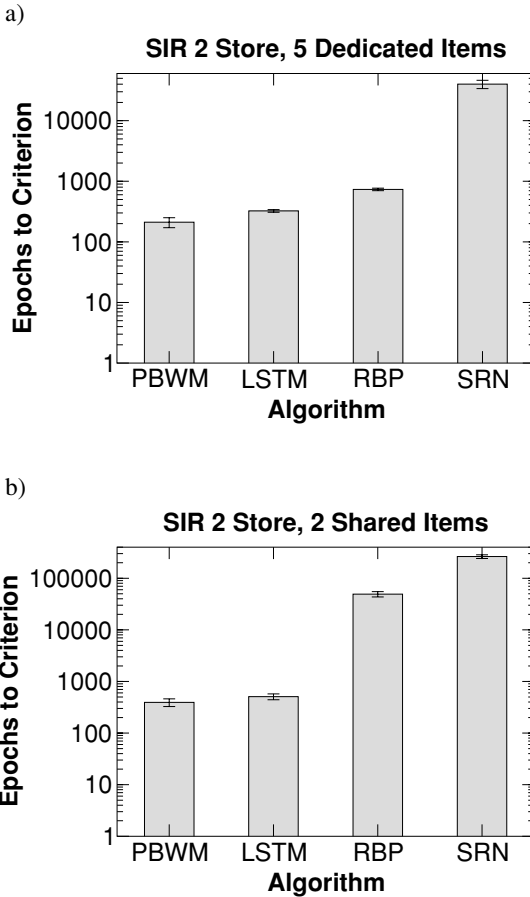 a)
SIR 2 Store, 5 Dedicated Items
Epochs to Criterion
10000
1000
100
10
1
PBWM LSTM RBP SRN
Algorithm
b)
SIR 2 Store, 2 Shared Items
Epochs to Criterion
100000
10000
1000
100
10
1
PBWM LSTM RBP SRN
Algorithm